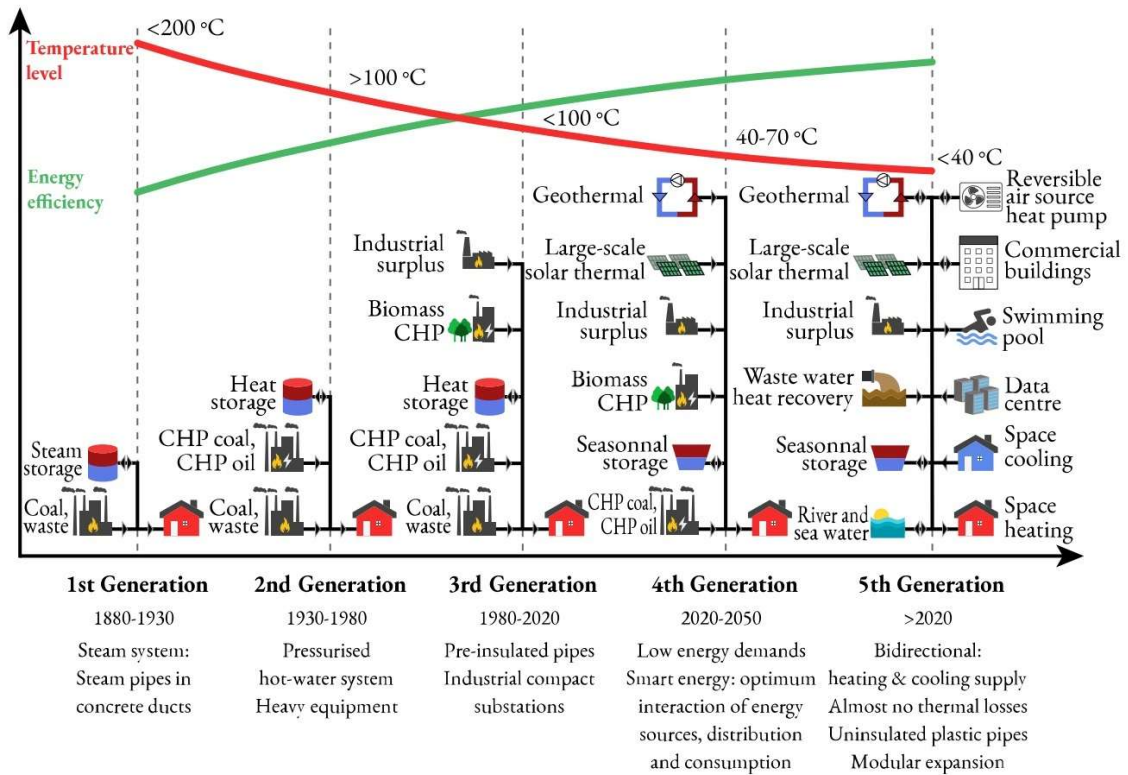 Temperature
level
<200 °C
>100 °C
<100 °C
40-70 °C
<40 °C
Energy
efficiency
Steam
storage
Coal,
waste
Heat
storage
CHP coal,
CHP oil
Coal,
waste
Industrial
surplus
Biomass
CHP
Heat
storage
CHP coal,
CHP oil
Coal,
waste
Geothermal
Large-scale
solar thermal
Industrial
surplus
Biomass
CHP
Seasonnal
storage
CHP coal,
CHP oil
Geothermal
Large-scale
solar thermal
Industrial
surplus
Waste water
heat recovery
Seasonnal
storage
River and
sea water
Reversible
air source
heat pump
Commercial
buildings
Swimming
pool
Data
centre
Space
cooling
Space
heating
1st Generation
1880-1930
Steam system:
Steam pipes in
concrete ducts
2nd Generation
1930-1980
Pressurised
hot-water system
Heavy equipment
3rd Generation
1980-2020
Pre-insulated pipes
Industrial compact
substations
4th Generation
2020-2050
Low energy demands
Smart energy: optimum
interaction of energy
sources, distribution
and consumption
5th Generation
>2020
Bidirectional:
heating & cooling supply
Almost no thermal losses
Uninsulated plastic pipes
Modular expansion